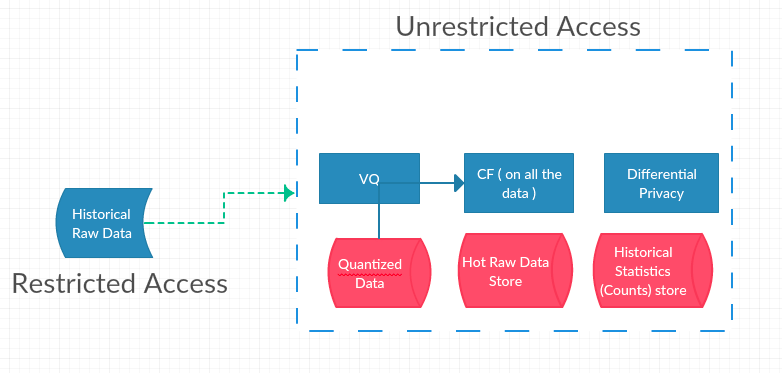 Unrestricted Access
VQ
CF ( on all the
data )
Differential
Privacy
Historical
Raw Data
Restricted Access
Quantized
Data
Hot Raw Data
Store
Historical
Statistics
(Counts) store